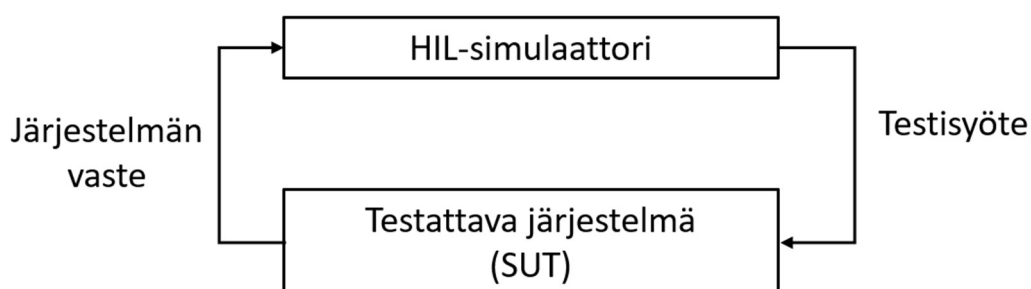 HIL-simulaattori
Järjestelmän
vaste
Testisyöte
Testattava järjestelmä
(SUT)